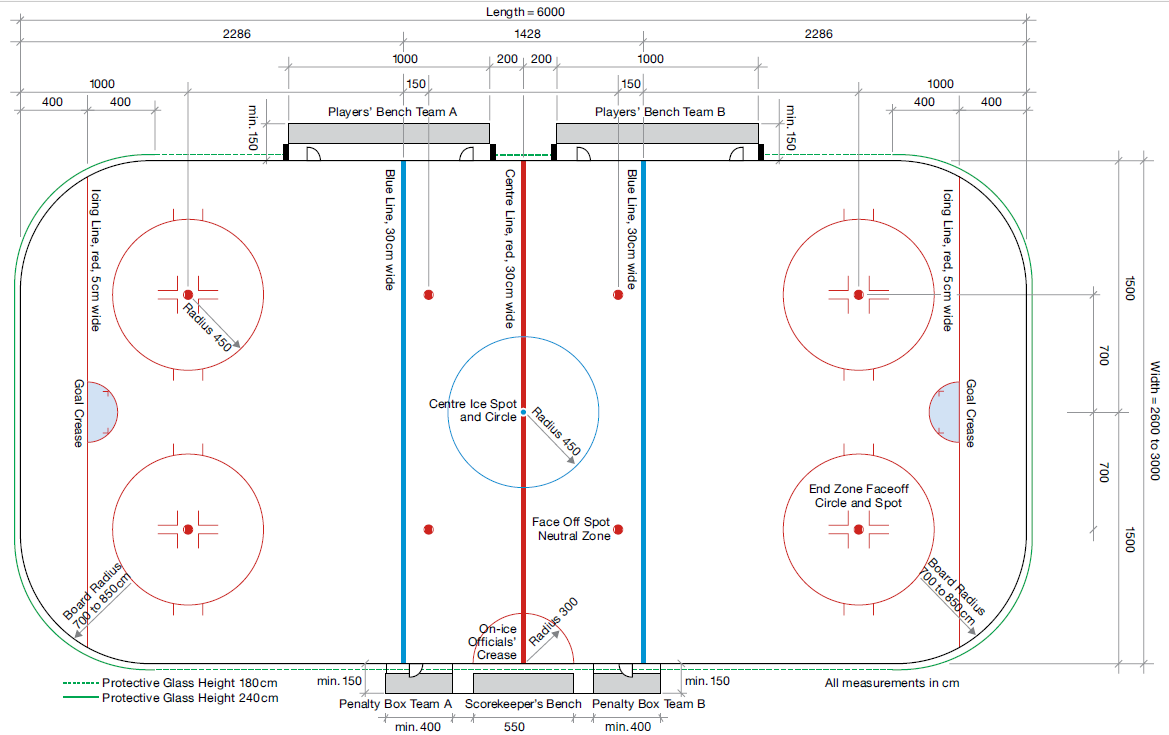 Length = 6000
2286
1428
2286
1000
200
200
1000
1000
150
150
1000
400
400
400
400
min. 150
Players' Bench Team A
Players' Bench Team B
min. 150
Icing Line, red, 5 cm wide
Blue Line, 30cm wide
Centre Line, red, 30cm wide
Blue Line, 30cm wide
Icing Line, red, 5 cm wide
1500
Radius 450
700
Width = 2600 to 3000
Goal Crease
Centre Ice Spot
and Circle
Radius 450
Goal Crease
700
End Zone Faceoff
Circle and Spot
Face Off Spot
Neutral Zone
1500
Board Radius
700 to 850cm
Board Radius
700 to 850cm
On-ice
Officials'
Crease
Radius 300
Protective Glass Height 180cm
Protective Glass Height 240cm
min. 150
min. 150
All measurements in cm
Penalty Box Team A
Scorekeeper's Bench
Penalty Box Team B
min. 400
550
min. 400